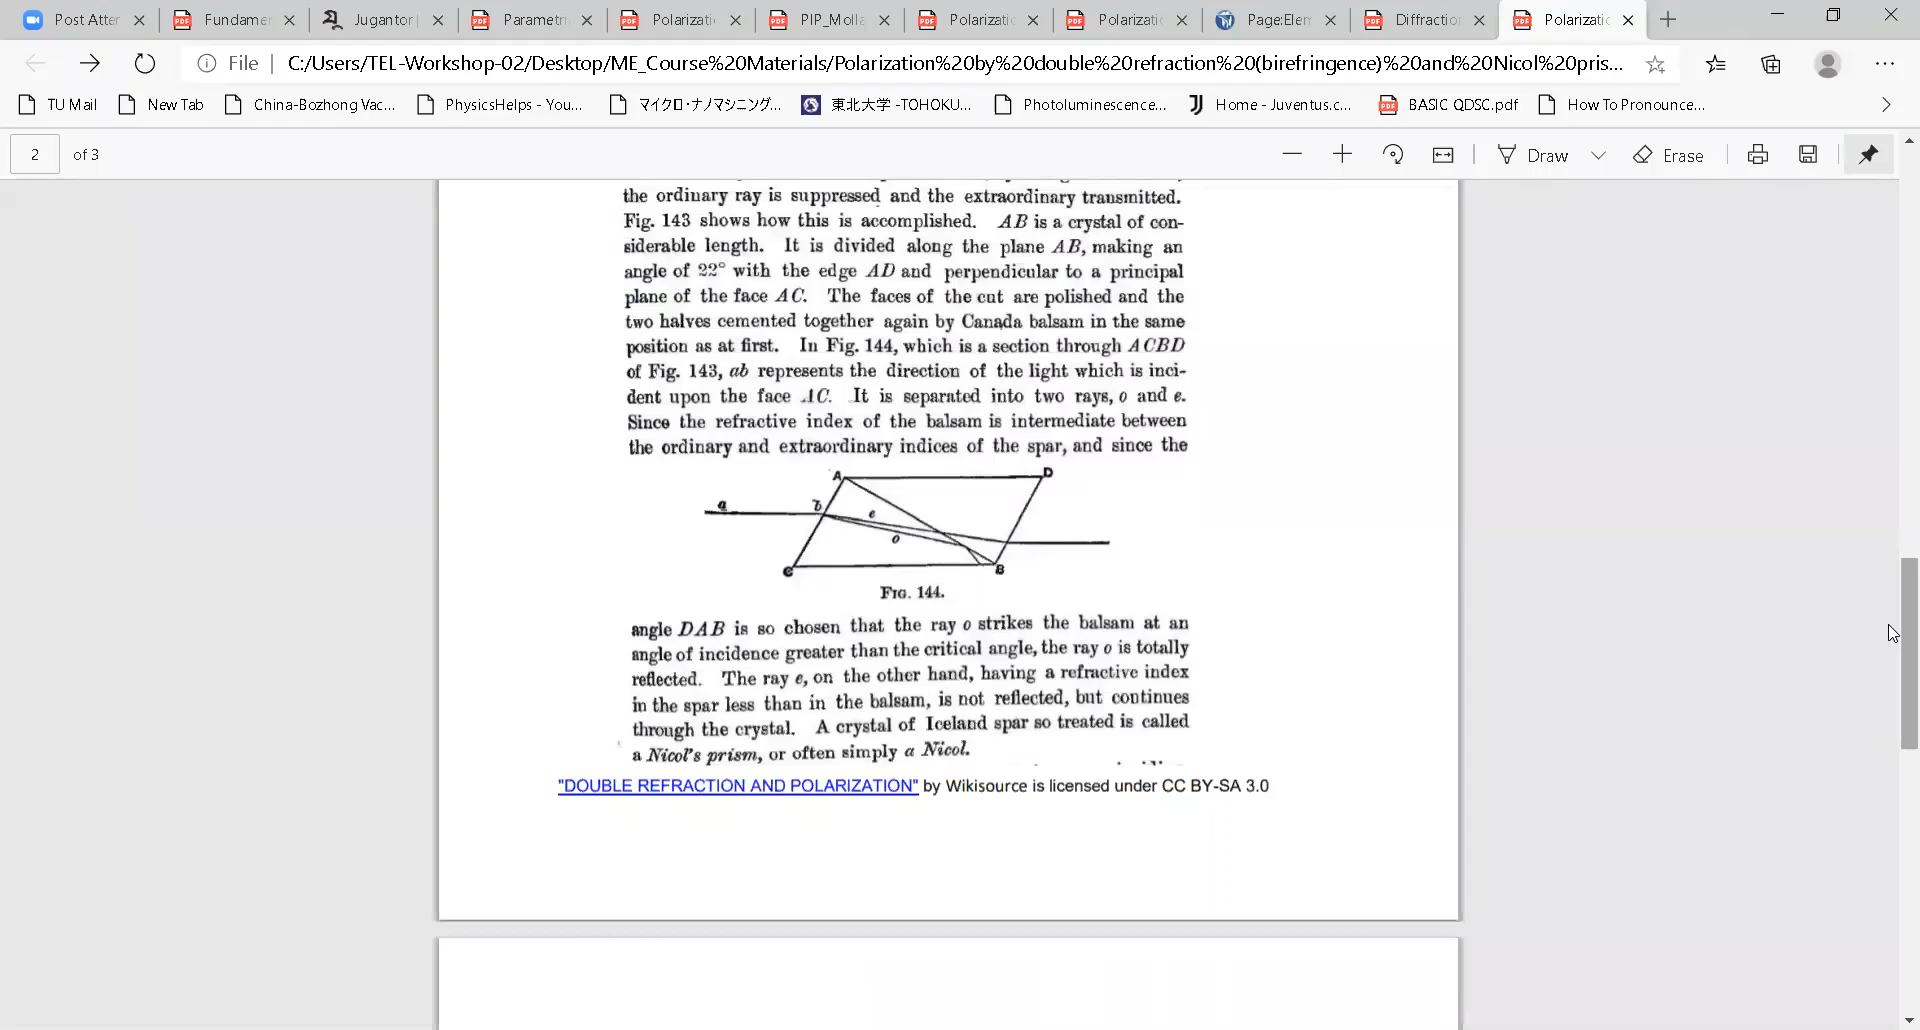 Post Atter
Fundamer
Jugantor
Parametri
Polarizati
PIP_Molla
Polarizatic
Polarizatic
Page:Elem
Diffraction
Polarizatic
File
C:/Users/TEL-Workshop-02/Desktop/ME_Course%20Materials/Polarization%20by%20double%20refraction%20(birefringence)%20and%20Nicol%20pris...
TU Mail
New Tab
China-Bozhong Vac...
PhysicsHelps - You...
マイクロ・ナノマシニング...
東北大学 -TOHOKU...
Photoluminescence...
Home - Juventus.c...
BASIC QDSC.pdf
How To Pronounce...
2 of 3
Draw
Erase
the ordinary ray is suppressed and the extraordinary transmitted.
Fig. 143 shows how this is accomplished. AB is a crystal of con-
siderable length. It is divided along the plane AB, making an
angle of 22° with the edge AD and perpendicular to a principal
plane of the face AC. The faces of the cut are polished and the
two halves cemented together again by Canada balsam in the same
position as at first. In Fig. 144, which is a section through ACBD
of Fig. 143, ab represents the direction of the light which is inci-
dent upon the face AC. It is separated into two rays, o and e.
Since the refractive index of the balsam is intermediate between
the ordinary and extraordinary indices of the spar, and since the
A
D
a
b
e
o
C
B
FIG. 144.
angle DAB is so chosen that the ray o strikes the balsam at an
angle of incidence greater than the critical angle, the ray o is totally
reflected. The ray e, on the other hand, having a refractive index
in the spar less than in the balsam, is not reflected, but continues
through the crystal. A crystal of Iceland spar so treated is called
a Nicol's prism, or often simply a Nicol.
"DOUBLE REFRACTION AND POLARIZATION" by Wikisource is licensed under CC BY-SA 3.0